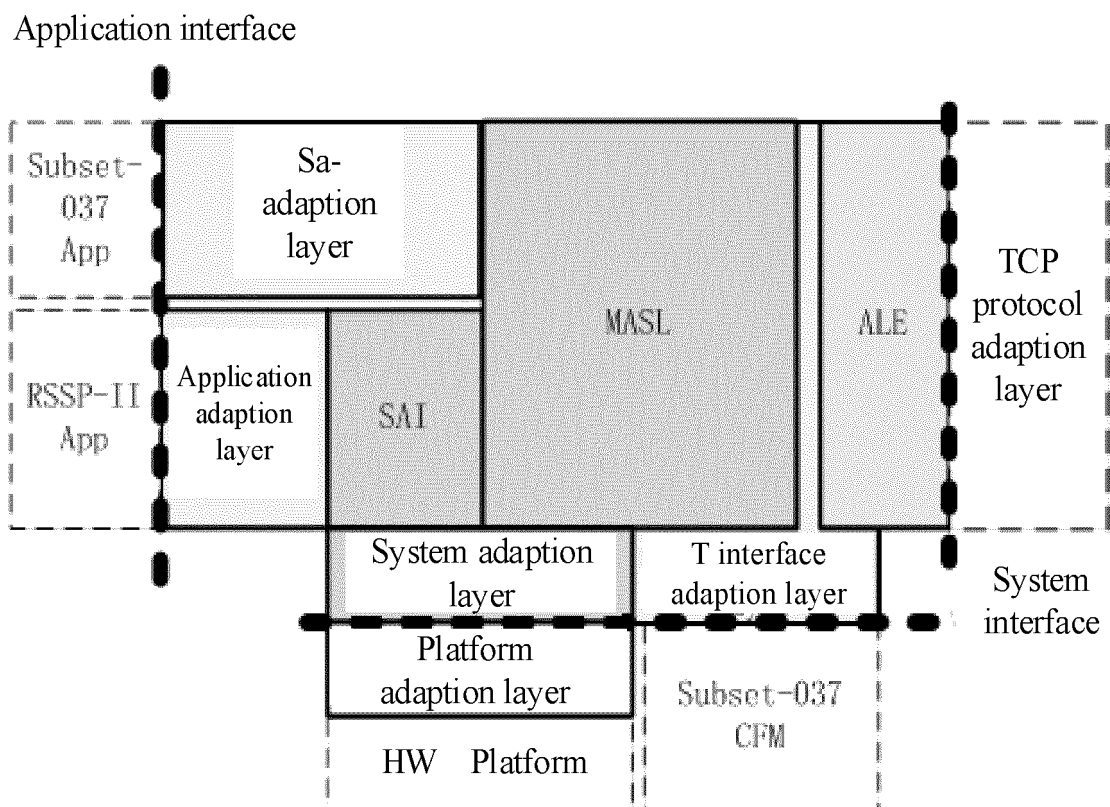 Application interface
Subset-
037
App
Sa-
adaption
layer
MASL
ALE
TCP
protocol
adaption
layer
RSSP-II
App
Application
adaption
layer
SAI
System adaption
layer
T interface
adaption layer
System
interface
Platform
adaption layer
Subset-037
CFM
HW Platform